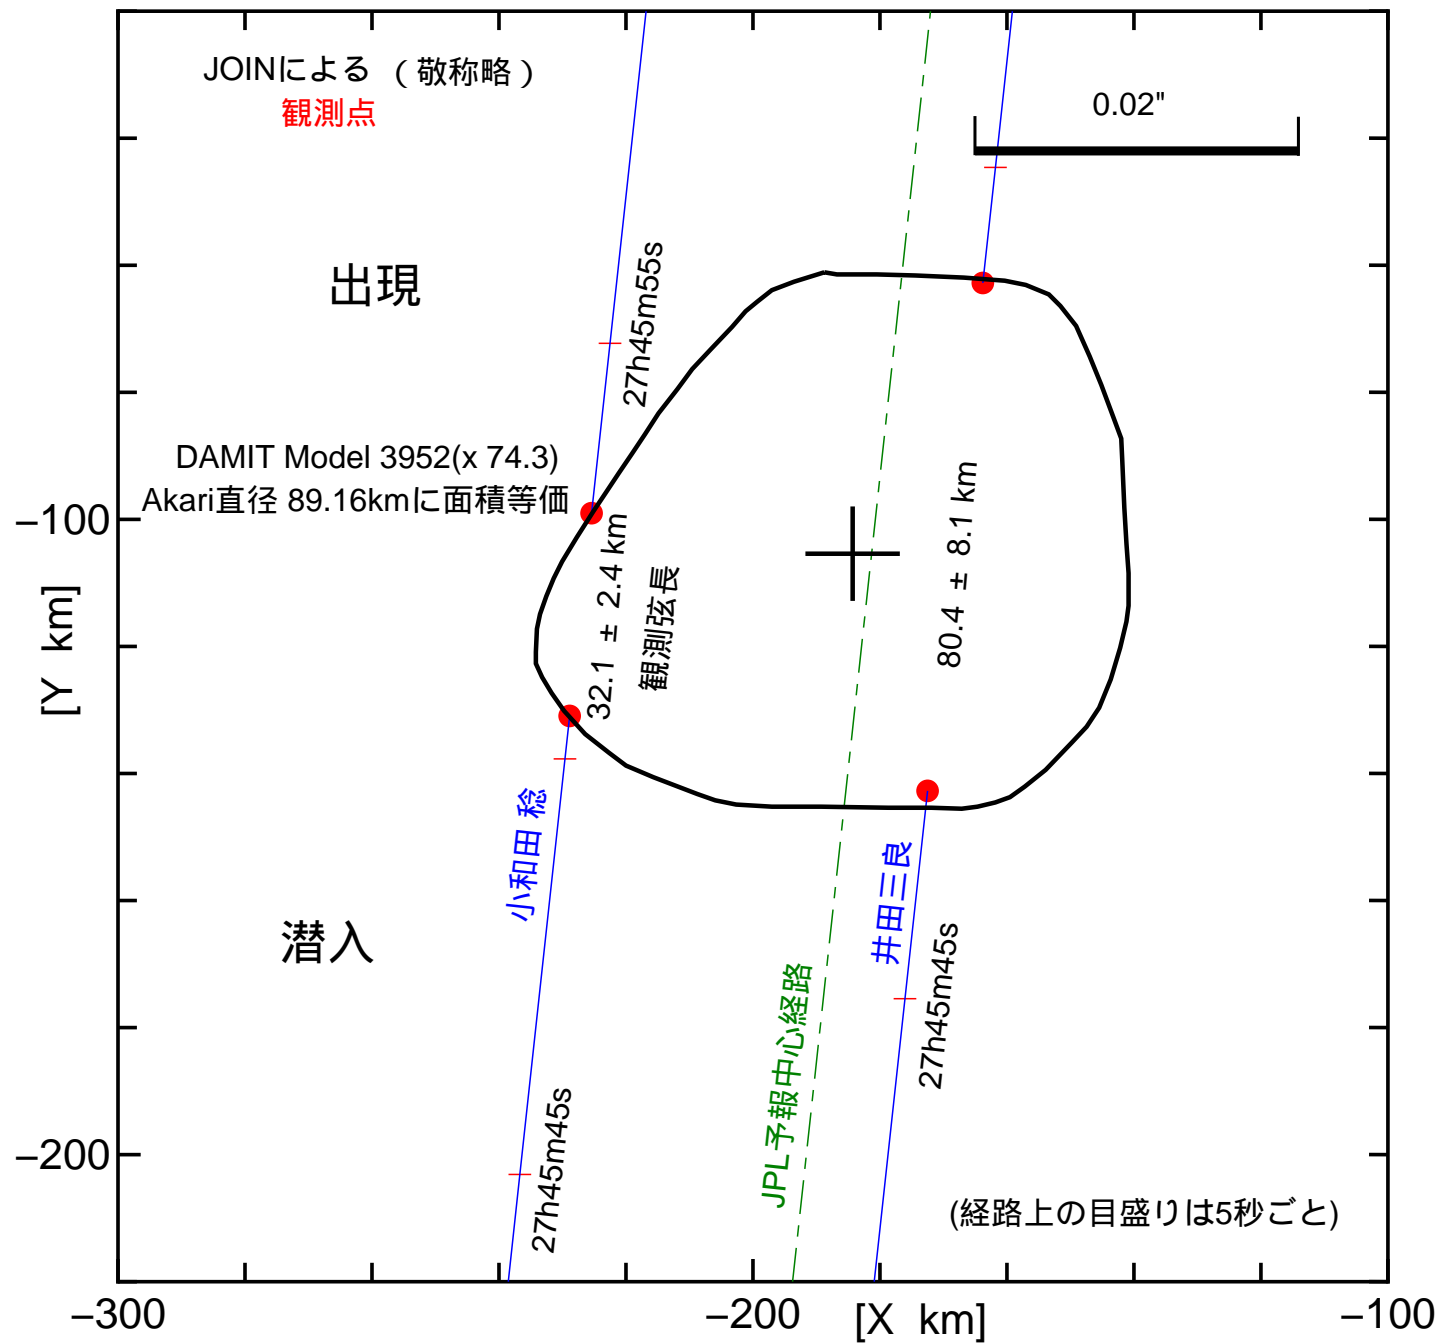 JOINによる （敬称略）
観測点
0.02"
出現
27h45m55s
DAMIT Model 3952(x 74.3)
Akari直径 89.16kmに面積等価
−100
32.1 ± 2.4 km
観測弦長
80.4 ± 8.1 km
[Y km]
小和田 稔
井田三良
潜入
27h45m45s
JPL予報中心経路
27h45m45s
−200
(経路上の目盛りは5秒ごと)
−300
−200
[X km]
−100